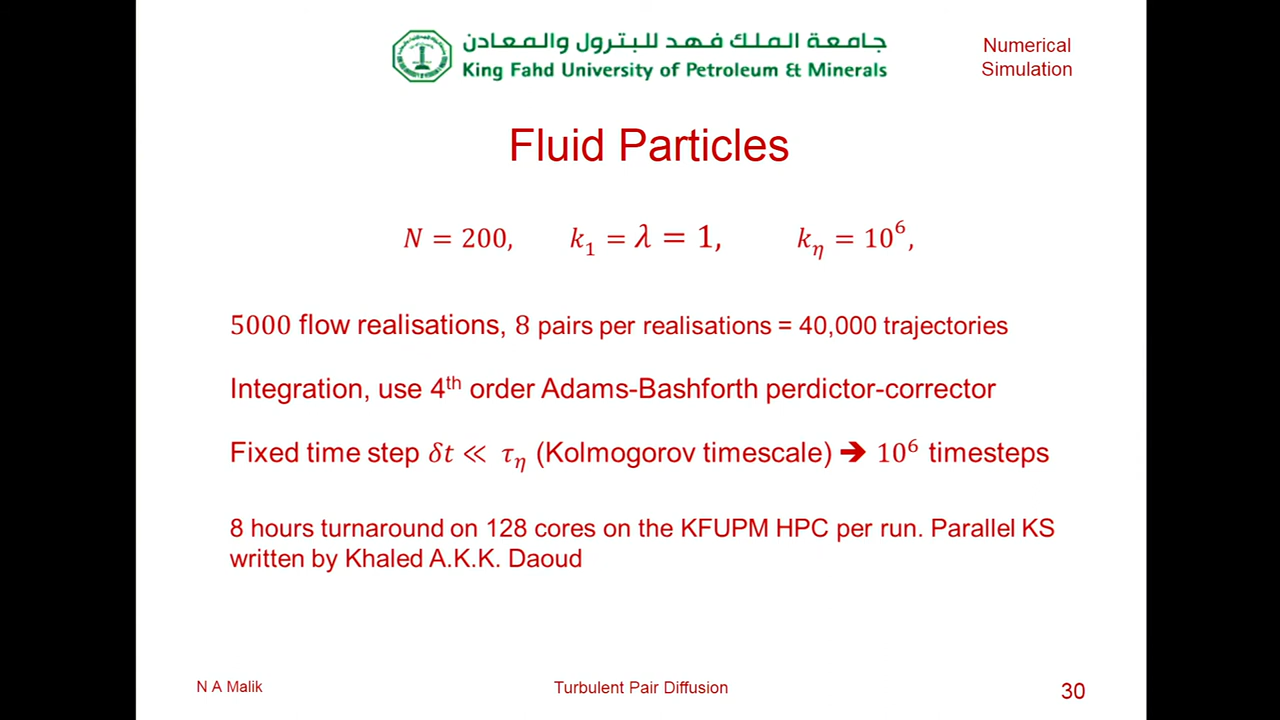 جامعة الملك فهد للبترول والمعادن
King Fahd University of Petroleum & Minerals
Numerical
Simulation
Fluid Particles
N = 200, k₁ = λ = 1, k_η = 10⁶,
5000 flow realisations, 8 pairs per realisations = 40,000 trajectories
Integration, use 4th order Adams-Bashforth perdictor-corrector
Fixed time step δt ≪ τ_η (Kolmogorov timescale) ➔ 10⁶ timesteps
8 hours turnaround on 128 cores on the KFUPM HPC per run. Parallel KS
written by Khaled A.K.K. Daoud
N A Malik
Turbulent Pair Diffusion
30